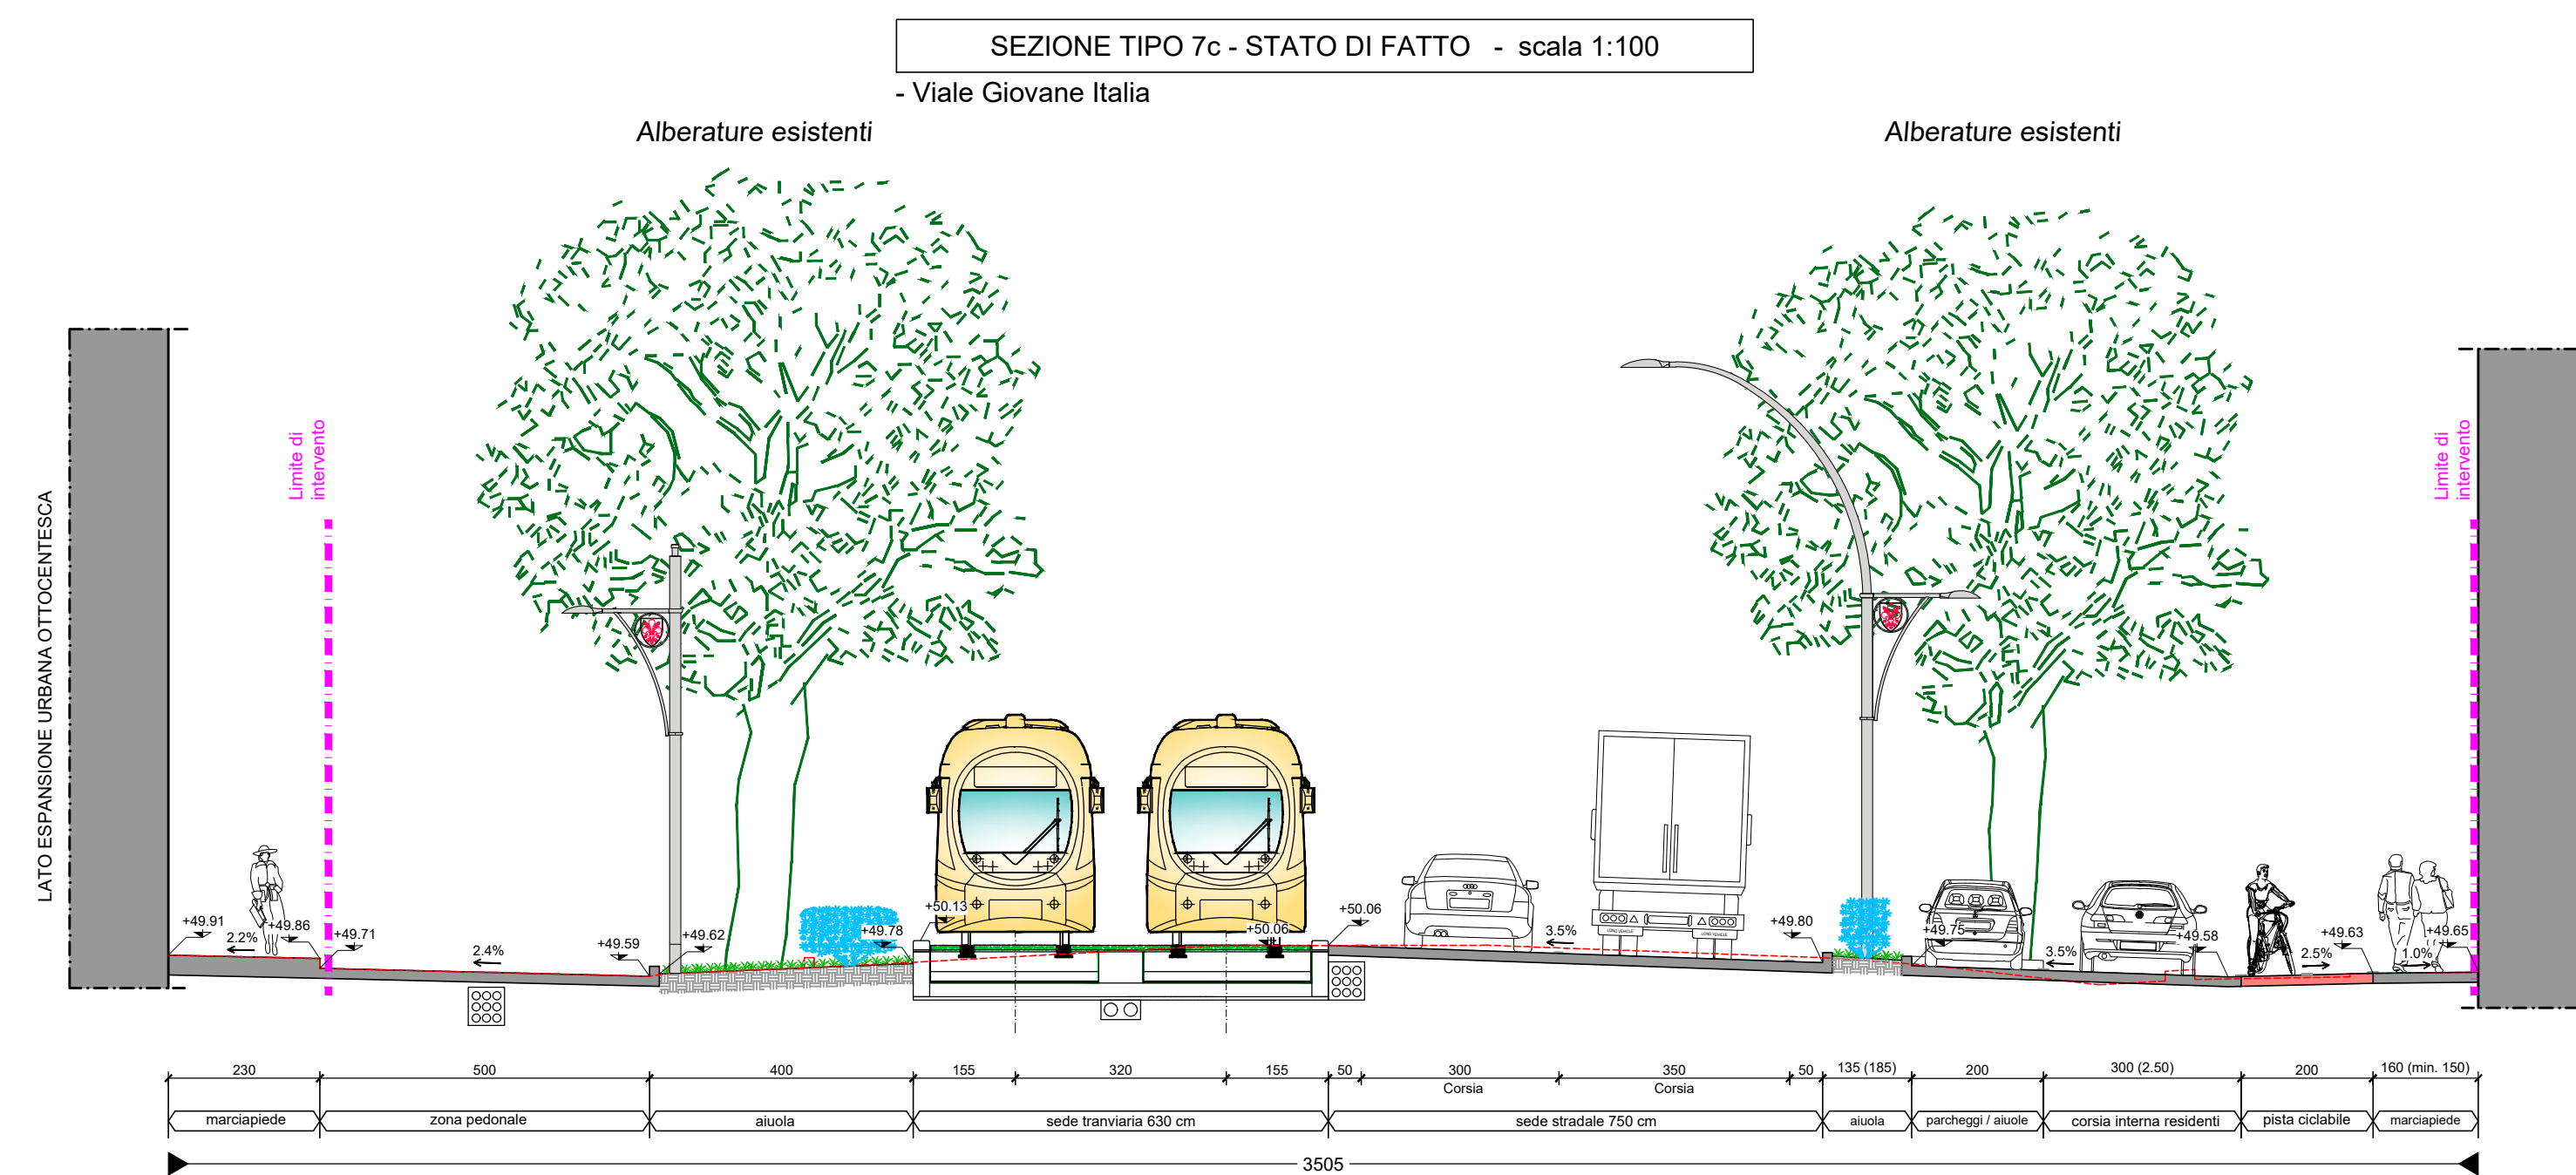 SEZIONE TIPO 7c - STATO DI FATTO - scala 1:100
- Viale Giovane Italia
Alberature esistenti
Alberature esistenti
LATO ESPANSIONE URBANA OTTOCENTESCA
Limite di
intervento
Limite di
intervento
+49.91
2.2%
+49.86
+49.71
2.4%
+49.59
+49.62
+49.78
+50.13
+50.06
+50.06
3.5%
+49.80
+49.75
3.5%
+49.58
2.5%
+49.63
1.0%
+49.65
LONG VEHICLE
LONG VEHICLE
230 500 400 155 320 155 50 300 350 50 135 (185) 200 300 (2.50) 200 160 (min. 150)
Corsia Corsia
marciapiede zona pedonale aiuola sede tranviaria 630 cm sede stradale 750 cm aiuola parcheggi / aiuole corsia interna residenti pista ciclabile marciapiede
3505